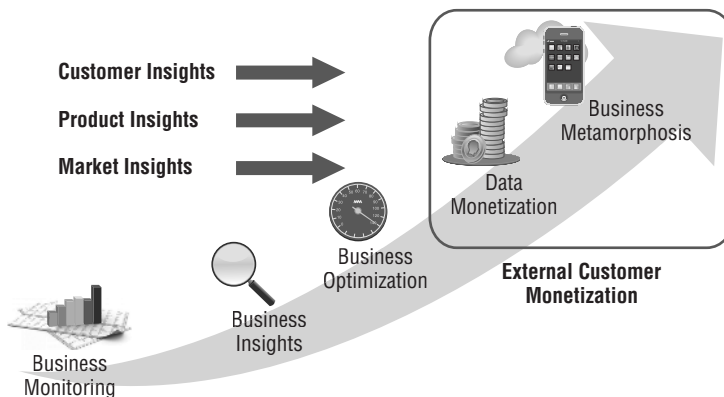 Customer Insights
Product Insights
Market Insights
Business
Metamorphosis
Data
Monetization
External Customer
Monetization
Business
Optimization
Business
Insights
Business
Monitoring